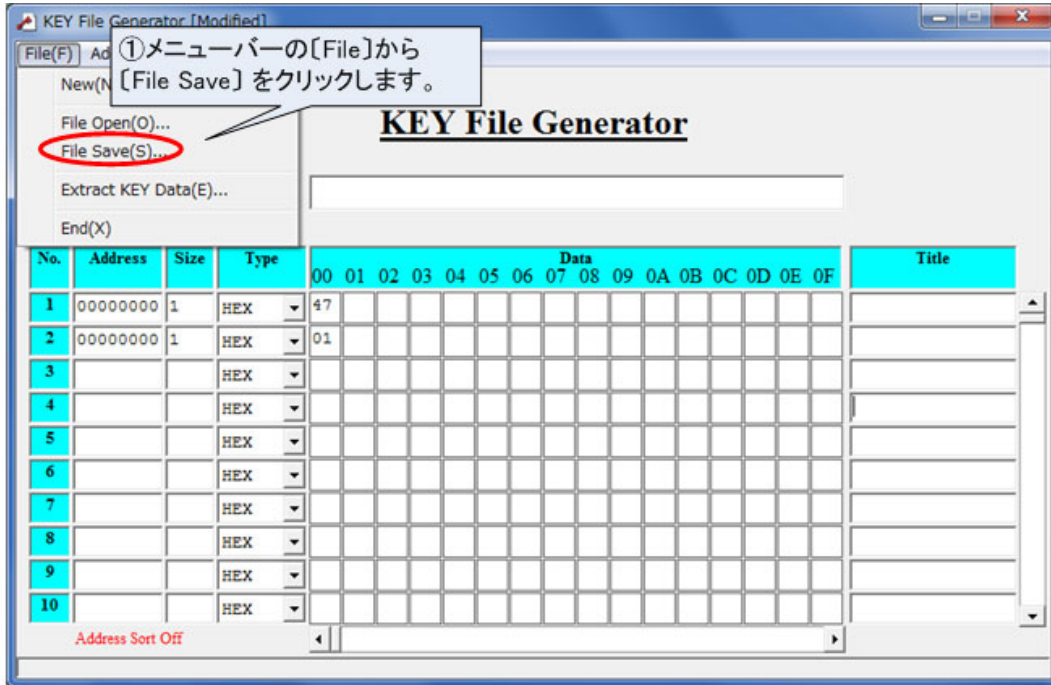 KEY File Generator [Modified]
File(F) Ad
①メニューバーの〔File〕から
〔File Save〕をクリックします。
New(N
File Open(O)...
File Save(S)...
Extract KEY Data(E)...
End(X)
KEY File Generator
No. Address Size Type Data Title
00 01 02 03 04 05 06 07 08 09 0A 0B 0C 0D 0E 0F
1 00000000 1 HEX 47
2 00000000 1 HEX 01
3 HEX
4 HEX
5 HEX
6 HEX
7 HEX
8 HEX
9 HEX
10 HEX
Address Sort Off